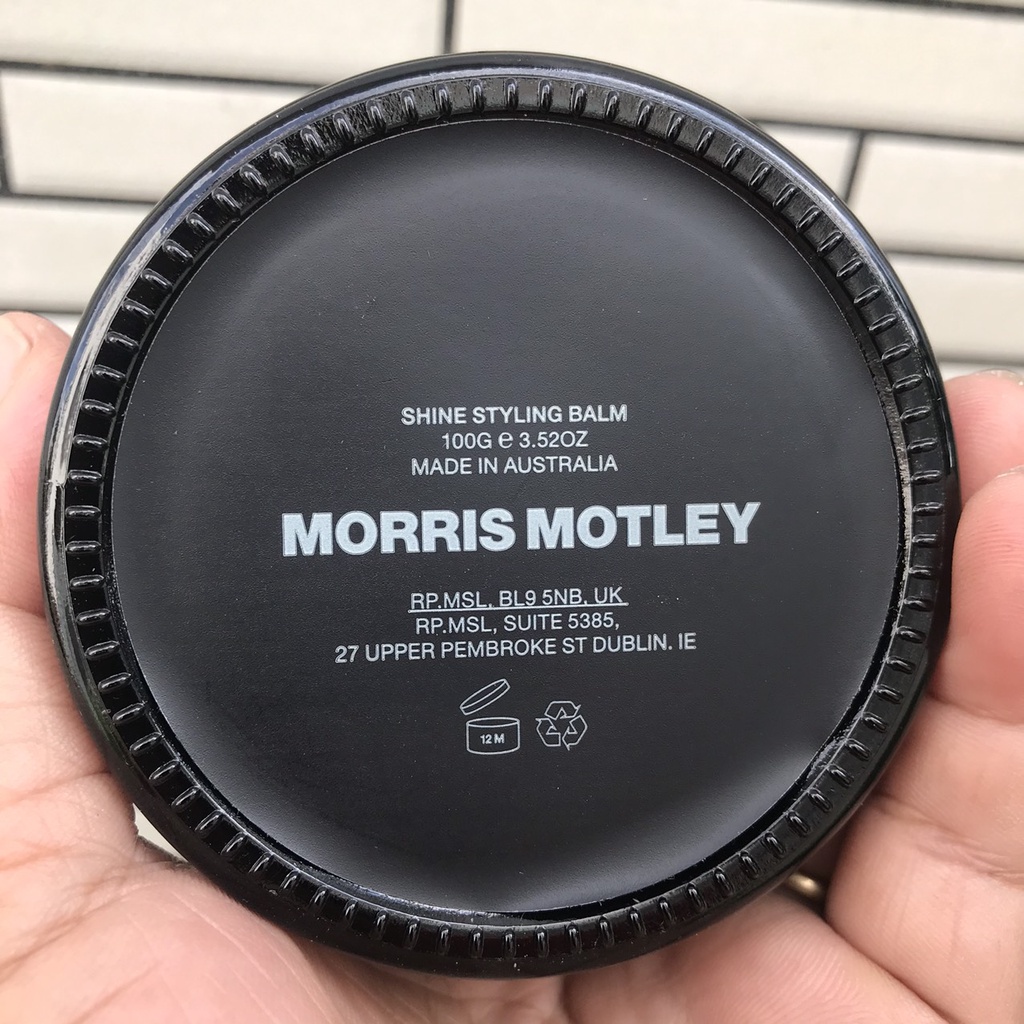 SHINE STYLING BALM
100G ℮ 3.52OZ
MADE IN AUSTRALIA
MORRIS MOTLEY
RP.MSL, BL9 5NB, UK
RP.MSL, SUITE 5385,
27 UPPER PEMBROKE ST DUBLIN. IE
12 M